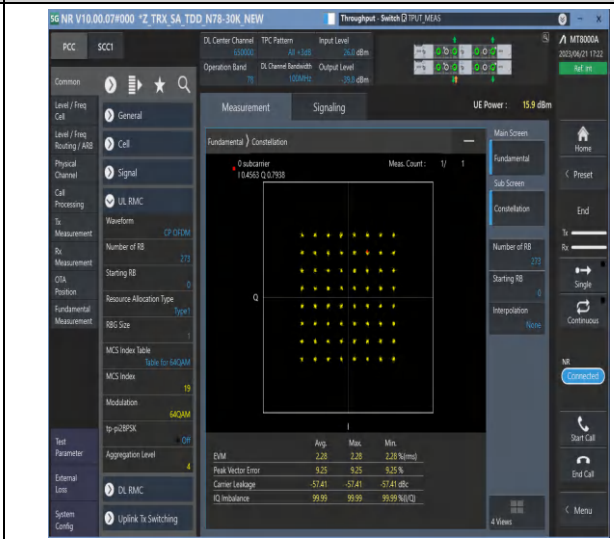 5G NR V10.00.07#000 *Z_TRX_SA_TDD_N78-30K_NEW
Throughput - Switch TPUT_MEAS
PCC
SCC1
DL Center Channel
TPC Pattern
Input Level
650000
All +2dB
26.0 dBm
Operation Band
DL Channel Bandwidth
Output Level
78
100MHz
-39.8 dBm
MT8000A
2023/06/21 17:22
Ref. int
Common
Level / Freq
Cell
Level / Freq
Routing / ARB
Physical
Channel
Call
Processing
Tx
Measurement
Rx
Measurement
OTA
Position
Fundamental
Measurement
Test
Parameter
External
Loss
System
Config
General
Cell
Signal
UL RMC
Waveform
CP OFDM
Number of RB
273
Starting RB
0
Resource Allocation Type
Type1
RBG Size
1
MCS Index Table
Table for 64QAM
MCS Index
19
Modulation
64QAM
tp-pi2BPSK
Off
Aggregation Level
4
DL RMC
Uplink Tx Switching
Measurement
Signaling
UE Power : 15.9 dBm
Fundamental 》Constellation
0 subcarrier
I 0.4563 Q 0.7938
Meas. Count : 1/ 1
Q
I
Avg. Max. Min.
EVM 2.28 2.28 2.28 %(rms)
Peak Vector Error 9.25 9.25 9.25 %
Carrier Leakage -57.41 -57.41 -57.41 dBc
IQ Imbalance 99.99 99.99 99.99 %(I/Q)
Main Screen
Fundamental
Sub Screen
Constellation
Number of RB
273
Starting RB
0
Interpolation
None
4 Views
Home
Preset
End
Tx
Rx
Single
Continuous
NR
Connected
Start Call
End Call
Menu